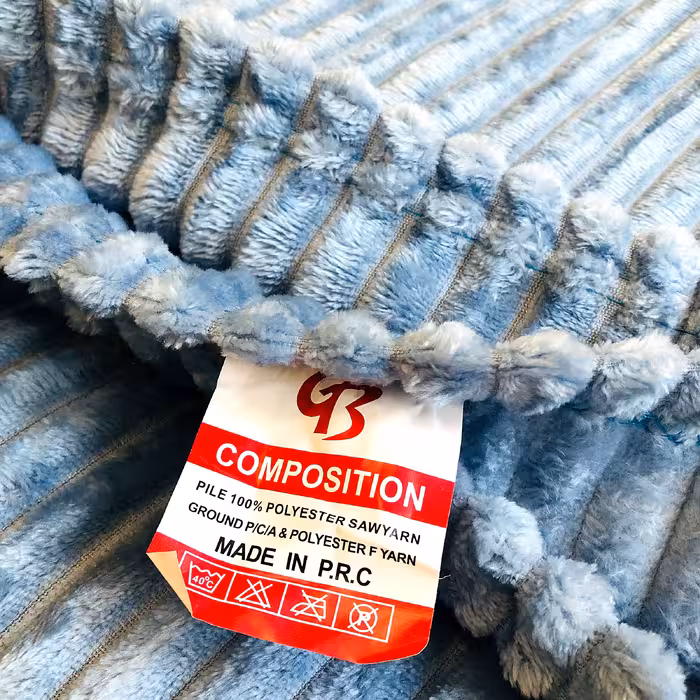 GB
COMPOSITION
PILE 100% POLYESTER SAWYARN
GROUND P/C/A & POLYESTER F YARN
MADE IN P.R.C
40°C